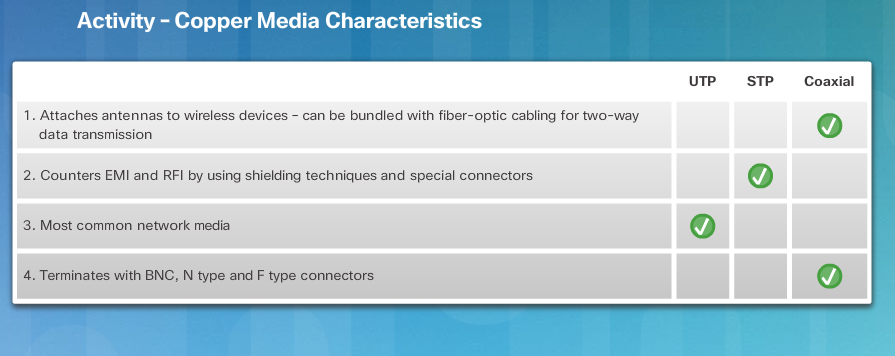 Activity – Copper Media Characteristics
UTP STP Coaxial
1. Attaches antennas to wireless devices – can be bundled with fiber-optic cabling for two-way
data transmission
2. Counters EMI and RFI by using shielding techniques and special connectors
3. Most common network media
4. Terminates with BNC, N type and F type connectors